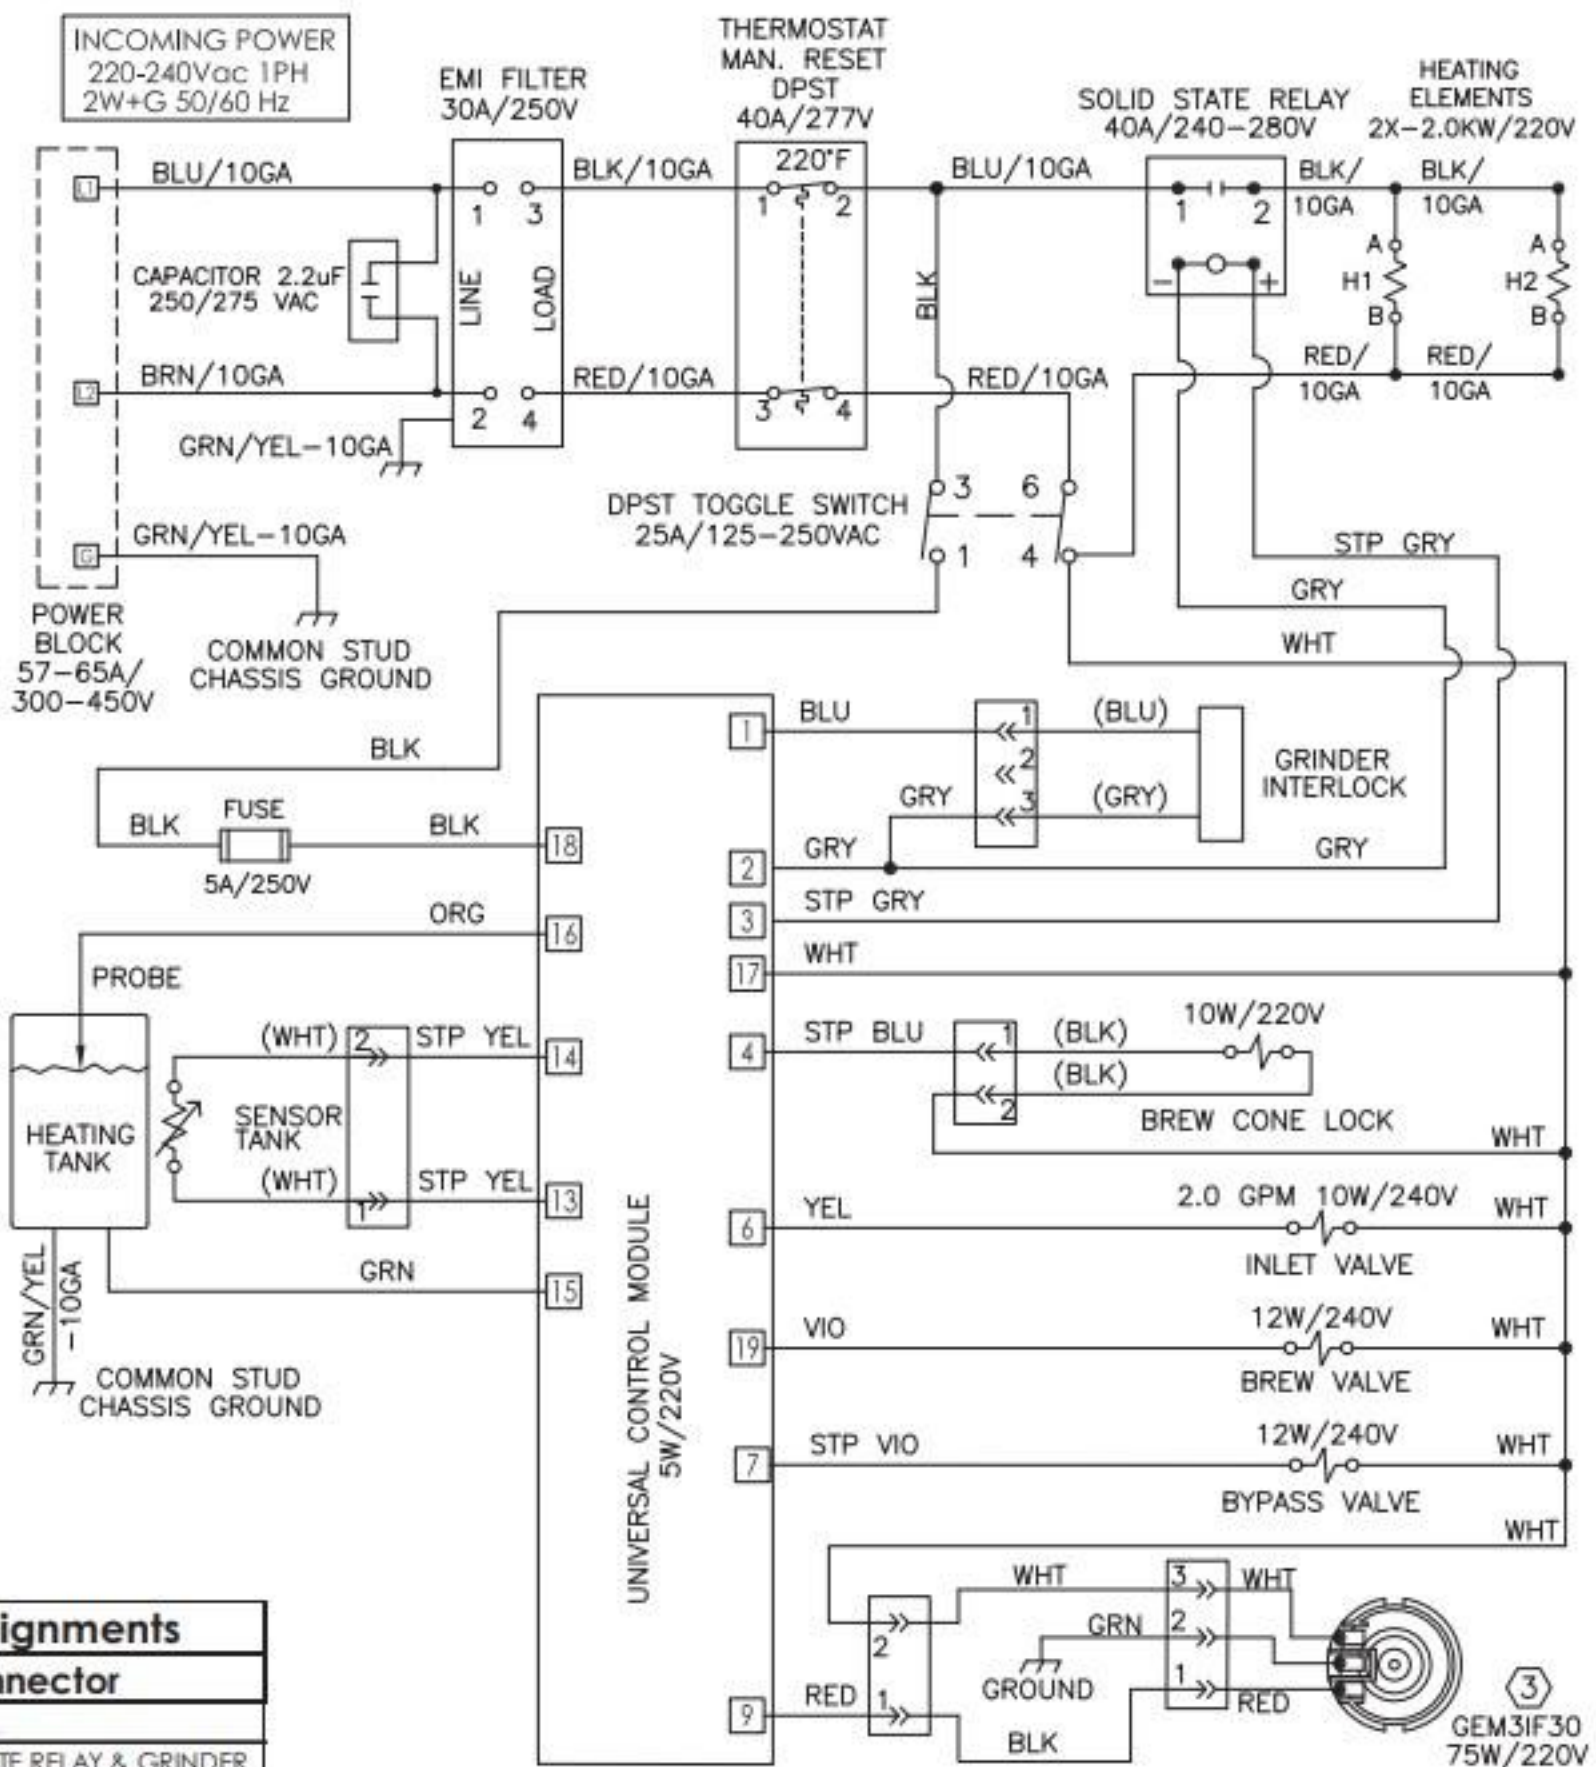 INCOMING POWER
220-240Vac 1PH
2W+G 50/60 Hz
EMI FILTER
30A/250V
THERMOSTAT
MAN. RESET
DPST
40A/277V
SOLID STATE RELAY
40A/240-280V
HEATING
ELEMENTS
2X-2.0KW/220V
L1
BLU/10GA
1
3
BLK/10GA
220°F
1
2
BLU/10GA
1
2
BLK/
10GA
BLK/
10GA
CAPACITOR 2.2uF
250/275 VAC
LINE
LOAD
BLK
-
+
A
H1
B
A
H2
B
L2
BRN/10GA
2
4
RED/10GA
3
4
RED/10GA
RED/
10GA
RED/
10GA
GRN/YEL-10GA
DPST TOGGLE SWITCH
25A/125-250VAC
3
6
1
4
G
GRN/YEL-10GA
STP GRY
GRY
WHT
POWER
BLOCK
57-65A/
300-450V
COMMON STUD
CHASSIS GROUND
BLK
BLK
FUSE
BLK
5A/250V
18
ORG
16
PROBE
HEATING
TANK
(WHT)
2
STP YEL
14
SENSOR
TANK
(WHT)
1
STP YEL
13
GRN
15
GRN/YEL
-10GA
COMMON STUD
CHASSIS GROUND
UNIVERSAL CONTROL MODULE
5W/220V
1
BLU
1
(BLU)
2
GRY
3
(GRY)
GRINDER
INTERLOCK
2
GRY
GRY
3
STP GRY
17
WHT
4
STP BLU
1
(BLK)
10W/220V
2
(BLK)
BREW CONE LOCK
WHT
6
YEL
2.0 GPM 10W/240V
WHT
INLET VALVE
19
VIO
12W/240V
WHT
BREW VALVE
7
STP VIO
12W/240V
WHT
BYPASS VALVE
WHT
2
WHT
3
WHT
GRN
2
GROUND
9
RED
1
BLK
1
RED
3
GEM3IF30
75W/220V
ignments
nnector
TE RELAY & GRINDER